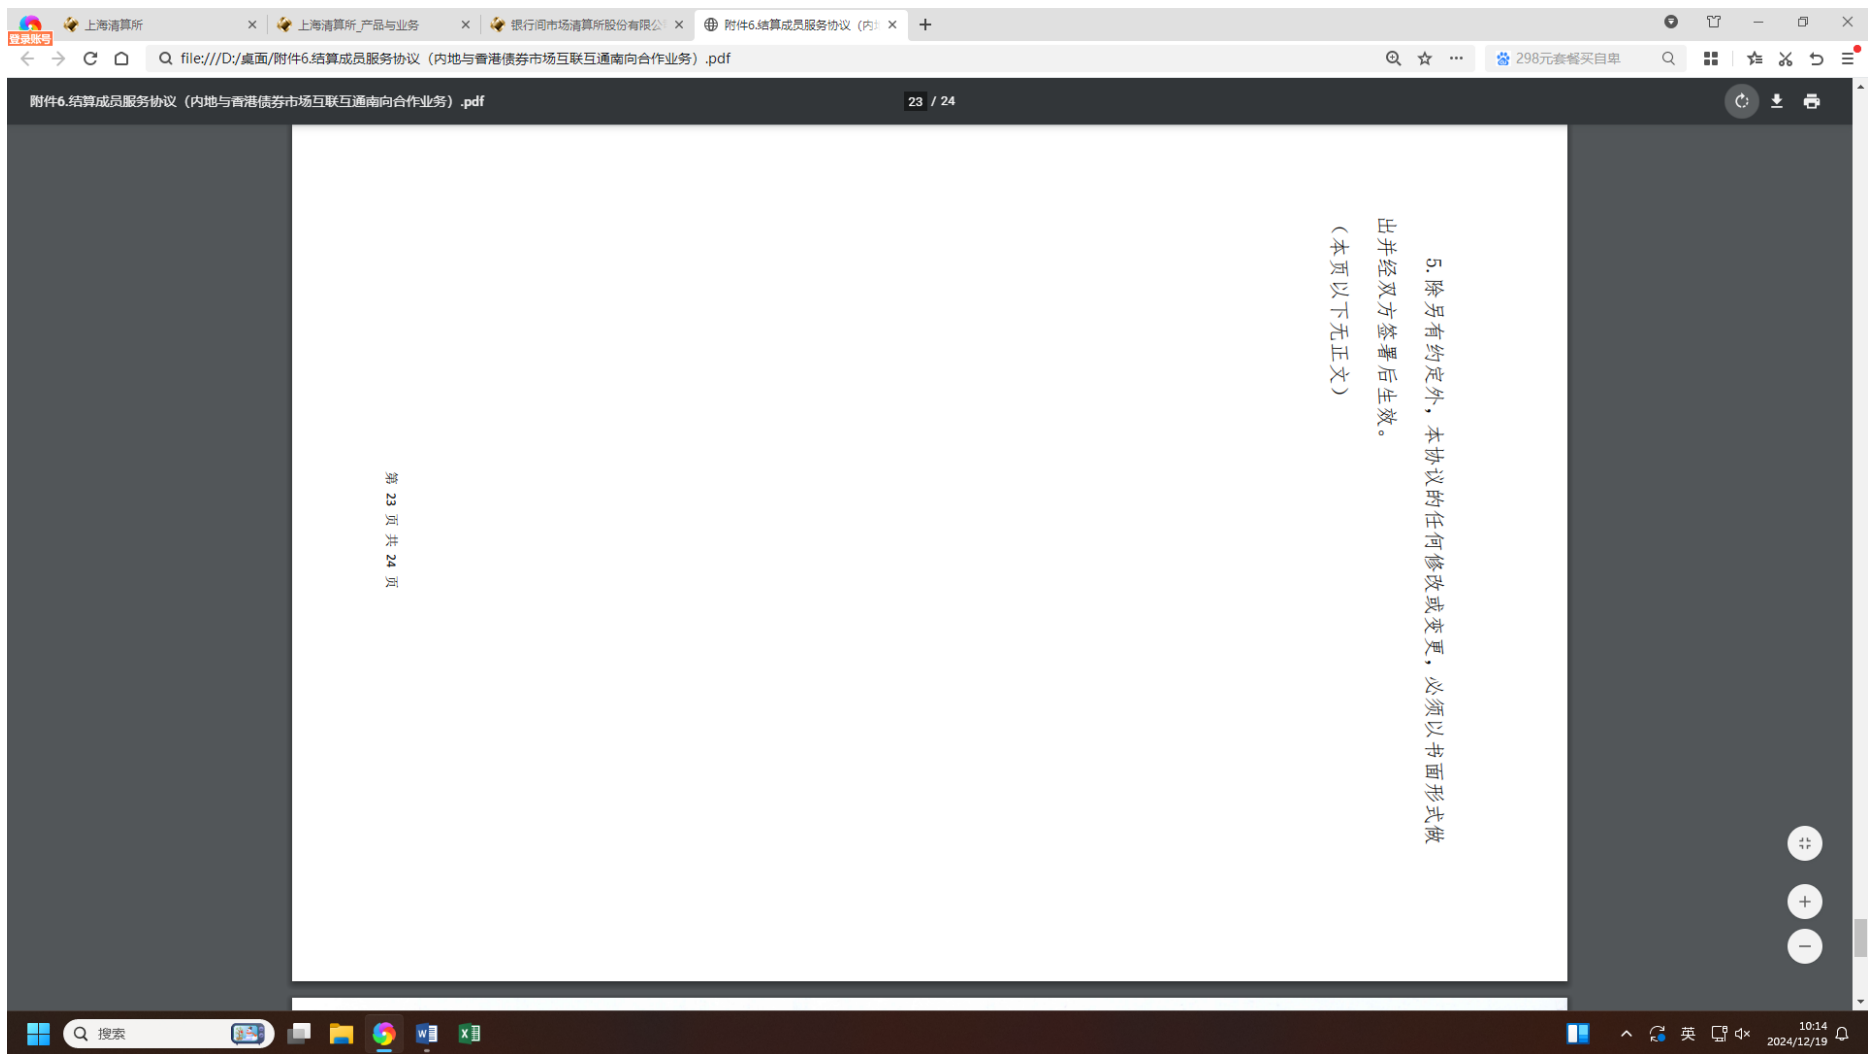 上海清算所
上海清算所_产品与业务
银行间市场清算所股份有限公
附件6.结算成员服务协议（内
登录账号
file:///D:/桌面/附件6.结算成员服务协议（内地与香港债券市场互联互通南向合作业务）.pdf
298元套餐买自卑
附件6.结算成员服务协议（内地与香港债券市场互联互通南向合作业务）.pdf
23 / 24
5.除另有约定外，本协议的任何修改或变更，必须以书面形式做
出并经双方签署后生效。
（本页以下无正文）
第 23 页 共 24 页
搜索
英
10:14
2024/12/19